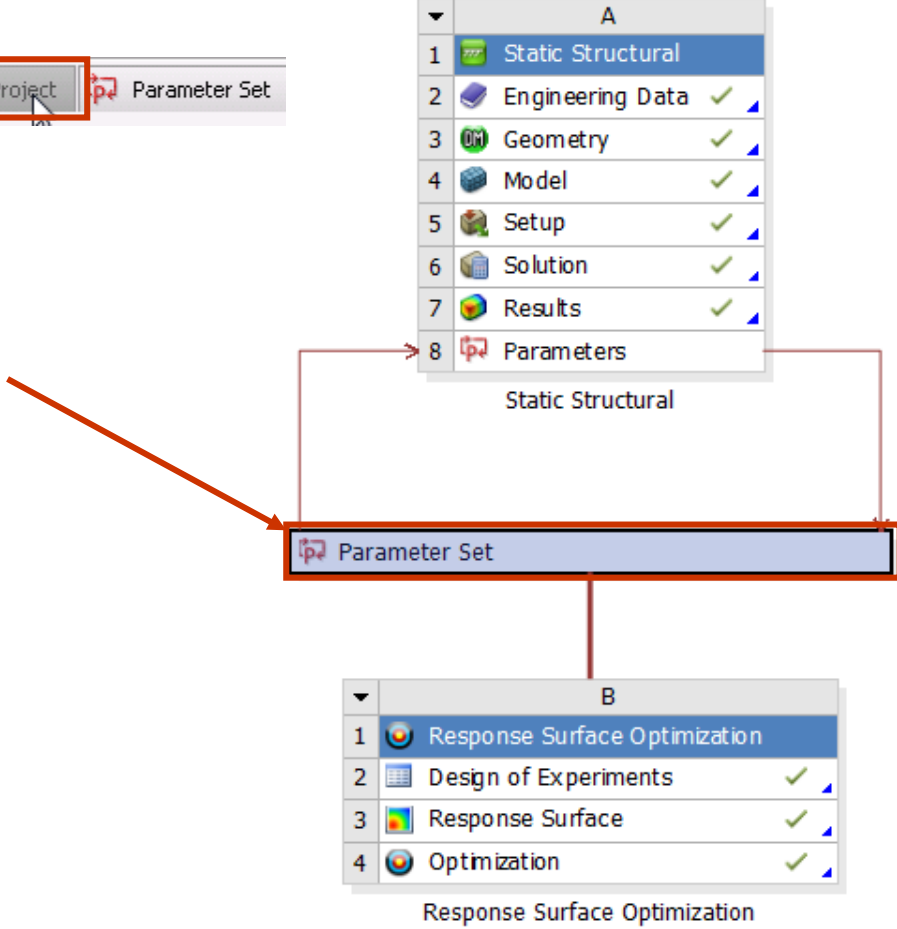 A
1 Static Structural
roject Parameter Set
2 Engineering Data
3 Geometry
4 Model
5 Setup
6 Solution
7 Results
8 Parameters
Static Structural
Parameter Set
B
1 Response Surface Optimization
2 Design of Experiments
3 Response Surface
4 Optimization
Response Surface Optimization